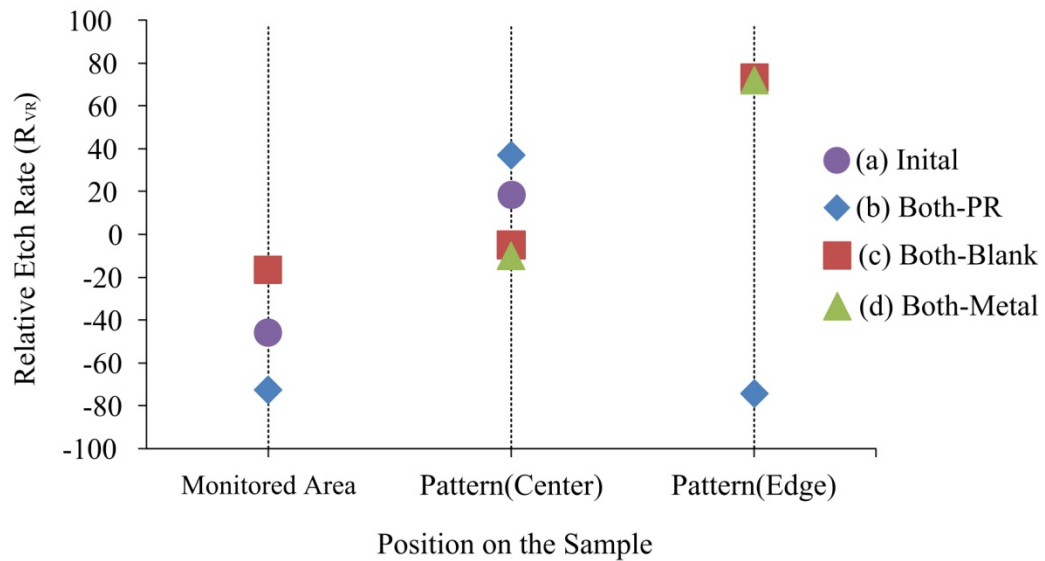 100
80
60
40
20
0
-20
-40
-60
-80
-100
Relative Etch Rate (RVR)
Monitored Area
Pattern(Center)
Pattern(Edge)
Position on the Sample
(a) Inital
(b) Both-PR
(c) Both-Blank
(d) Both-Metal